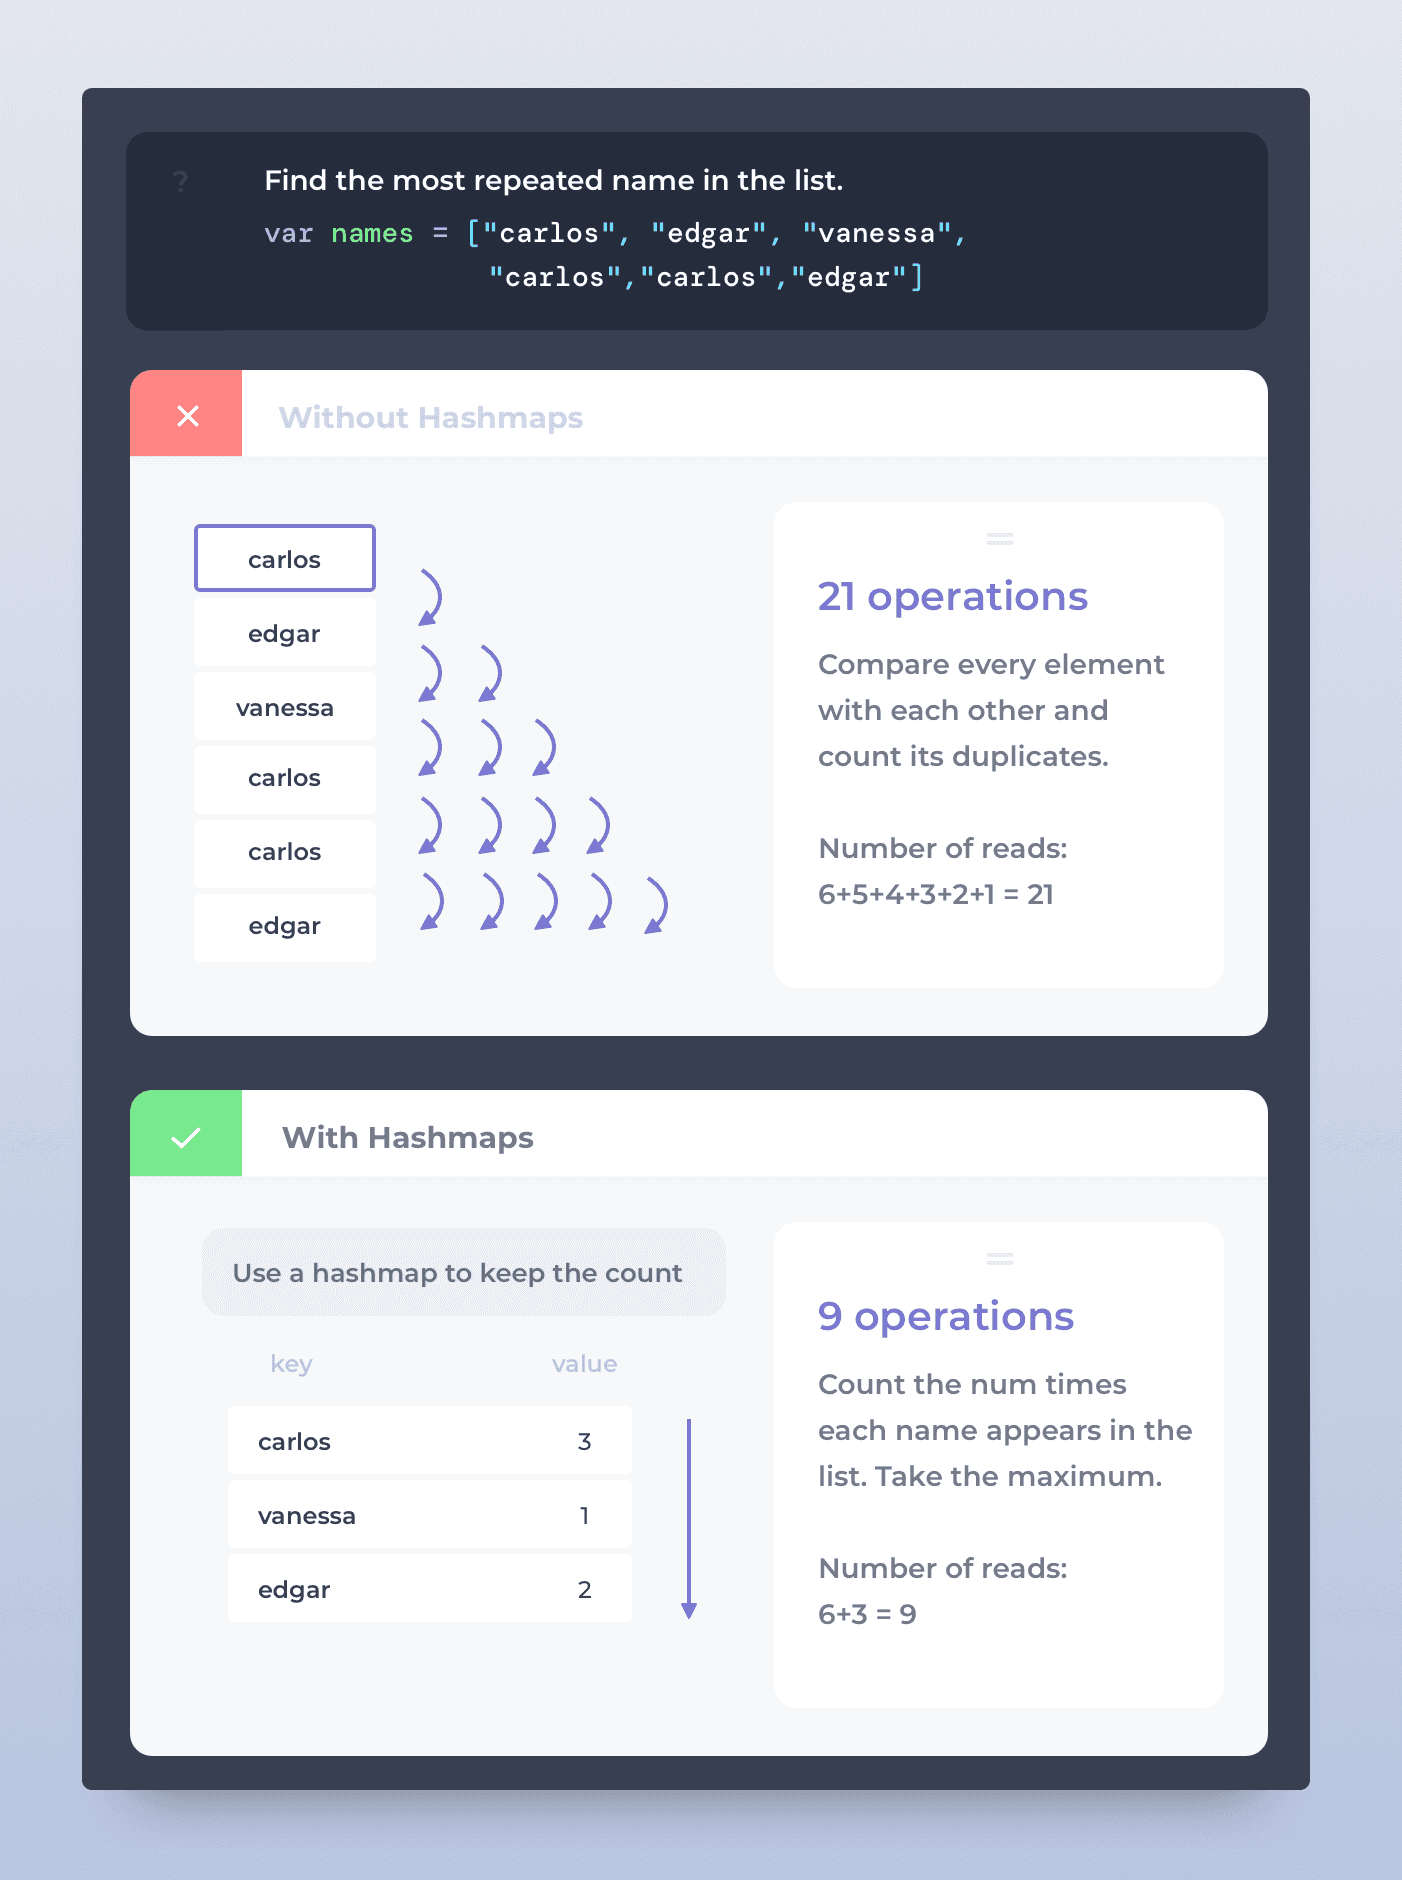 ?
Find the most repeated name in the list.
var names = ["carlos", "edgar", "vanessa",
"carlos","carlos","edgar"]
Without Hashmaps
carlos
edgar
vanessa
carlos
carlos
edgar
21 operations
Compare every element
with each other and
count its duplicates.
Number of reads:
6+5+4+3+2+1 = 21
With Hashmaps
Use a hashmap to keep the count
key value
carlos 3
vanessa 1
edgar 2
9 operations
Count the num times
each name appears in the
list. Take the maximum.
Number of reads:
6+3 = 9